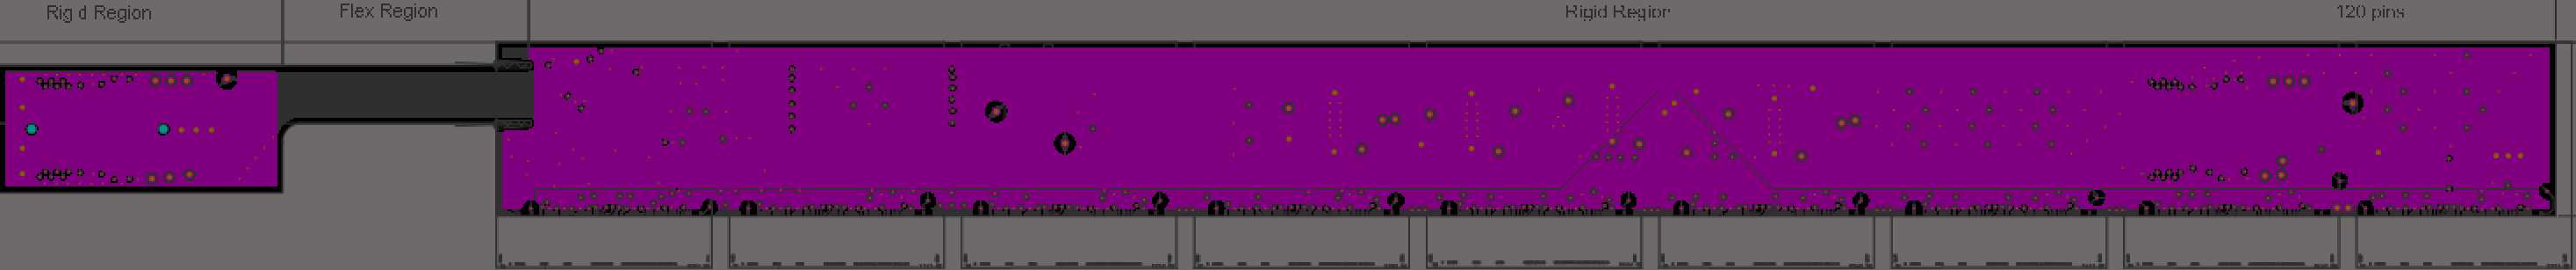 Rig d Region
Flex Region
Rigid Region
120 pins